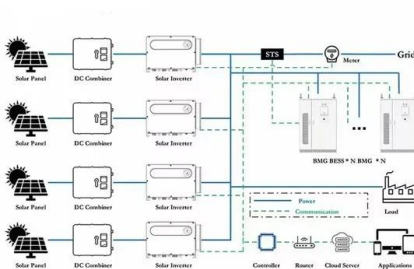 STS
Grid
Meter
Solar Panel
DC Combiner
Solar Inverter
Solar Panel
DC Combiner
Solar Inverter
BMG BESS * N BMG * N
Solar Panel
DC Combiner
Solar Inverter
Power
Communication
Load
Solar Panel
DC Combiner
Solar Inverter
Controller
Router
Cloud Server
Applications